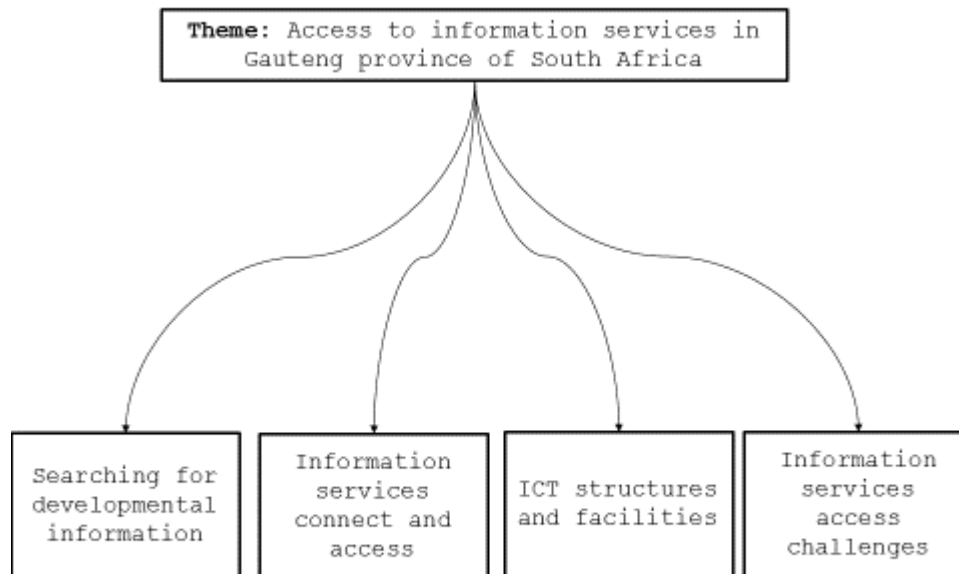 Theme: Access to information services in
Gauteng province of South Africa
Searching for
developmental
information
Information
services
connect and
access
ICT structures
and facilities
Information
services
access
challenges